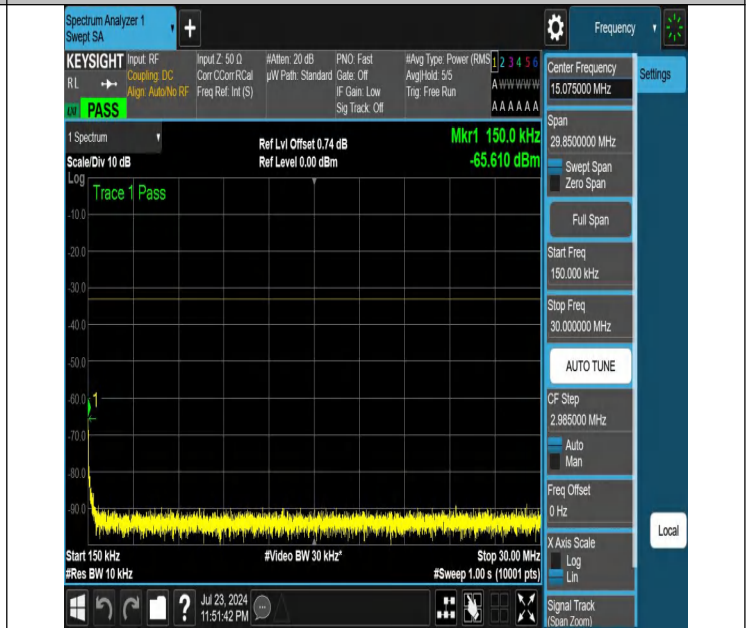 Spectrum Analyzer 1
Swept SA
+
Frequency
KEYSIGHT
RL
PASS
Input: RF
Coupling: DC
Align: Auto/No RF
Input Z: 50 Ω
Corr CCorr RCal
Freq Ref: Int (S)
#Atten: 20 dB
µW Path: Standard
PNO: Fast
Gate: Off
IF Gain: Low
Sig Track: Off
#Avg Type: Power (RMS
Avg|Hold: 5/5
Trig: Free Run
1 2 3 4 5 6
A W W W W W
A A A A A A
1 Spectrum
Scale/Div 10 dB
Ref Lvl Offset 0.74 dB
Ref Level 0.00 dBm
Mkr1 150.0 kHz
-65.610 dBm
Log
Trace 1 Pass
-10.0
-20.0
-30.0
-40.0
-50.0
-60.0
1
-70.0
-80.0
-90.0
Start 150 kHz
#Video BW 30 kHz*
Stop 30.00 MHz
#Res BW 10 kHz
#Sweep 1.00 s (10001 pts)
?
Jul 23, 2024
11:51:42 PM
Center Frequency
15.075000 MHz
Settings
Span
29.8500000 MHz
Swept Span
Zero Span
Full Span
Start Freq
150.000 kHz
Stop Freq
30.000000 MHz
AUTO TUNE
CF Step
2.985000 MHz
Auto
Man
Freq Offset
0 Hz
X Axis Scale
Log
Lin
Local
Signal Track
(Span Zoom)